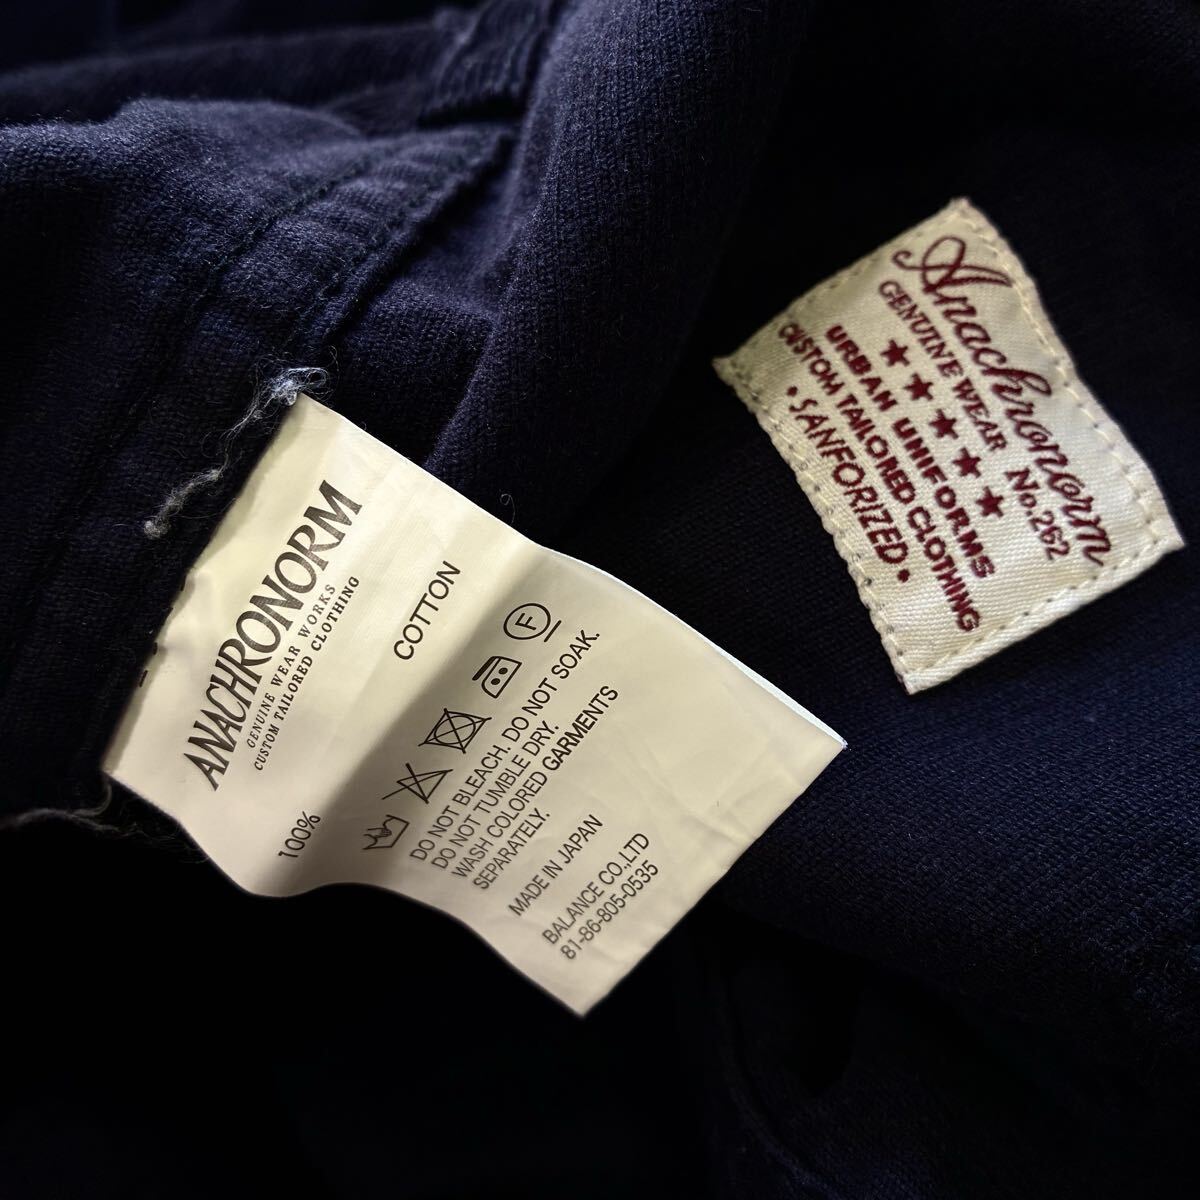 ANACHRONORM
GENUINE WEAR WORKS
CUSTOM TAILORED CLOTHING
100% COTTON
F
DO NOT BLEACH. DO NOT SOAK.
DO NOT TUMBLE DRY.
WASH COLORED GARMENTS
SEPARATELY.
MADE IN JAPAN
BALANCE CO.,LTD
81-86-805-0535
Anachronorm
GENUINE WEAR No.262
★★★★★
URBAN UNIFORMS
CUSTOM TAILORED CLOTHING
• SANFORIZED •